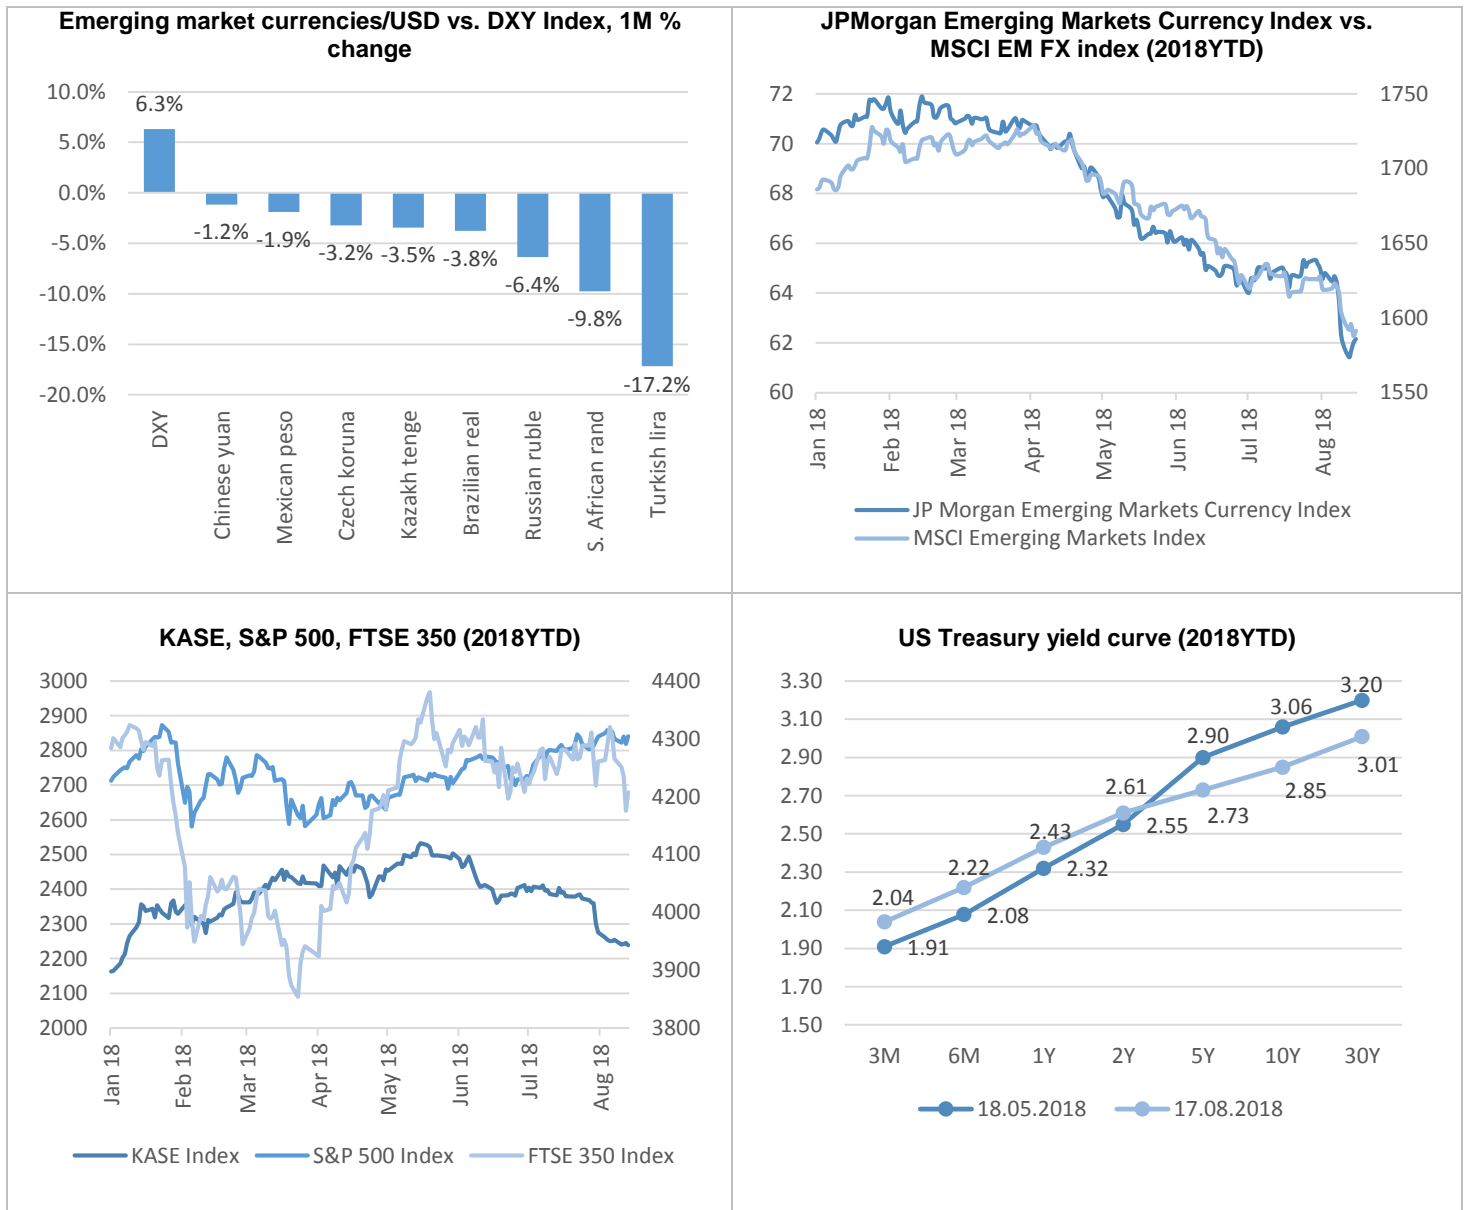 Emerging market currencies/USD vs. DXY Index, 1M %
change
10.0%
5.0%
0.0%
-5.0%
-10.0%
-15.0%
-20.0%
6.3%
-1.2%
-1.9%
-3.2%
-3.5%
-3.8%
-6.4%
-9.8%
-17.2%
DXY
Chinese yuan
Mexican peso
Czech koruna
Kazakh tenge
Brazilian real
Russian ruble
S. African rand
Turkish lira
JPMorgan Emerging Markets Currency Index vs.
MSCI EM FX index (2018YTD)
72
70
68
66
64
62
60
1750
1700
1650
1600
1550
Jan 18
Feb 18
Mar 18
Apr 18
May 18
Jun 18
Jul 18
Aug 18
JP Morgan Emerging Markets Currency Index
MSCI Emerging Markets Index
KASE, S&P 500, FTSE 350 (2018YTD)
3000
2900
2800
2700
2600
2500
2400
2300
2200
2100
2000
4400
4300
4200
4100
4000
3900
3800
Jan 18
Feb 18
Mar 18
Apr 18
May 18
Jun 18
Jul 18
Aug 18
KASE Index
S&P 500 Index
FTSE 350 Index
US Treasury yield curve (2018YTD)
3.30
3.10
2.90
2.70
2.50
2.30
2.10
1.90
1.70
1.50
2.04
2.22
2.43
2.61
2.73
2.85
3.01
1.91
2.08
2.32
2.55
2.90
3.06
3.20
3M
6M
1Y
2Y
5Y
10Y
30Y
18.05.2018
17.08.2018